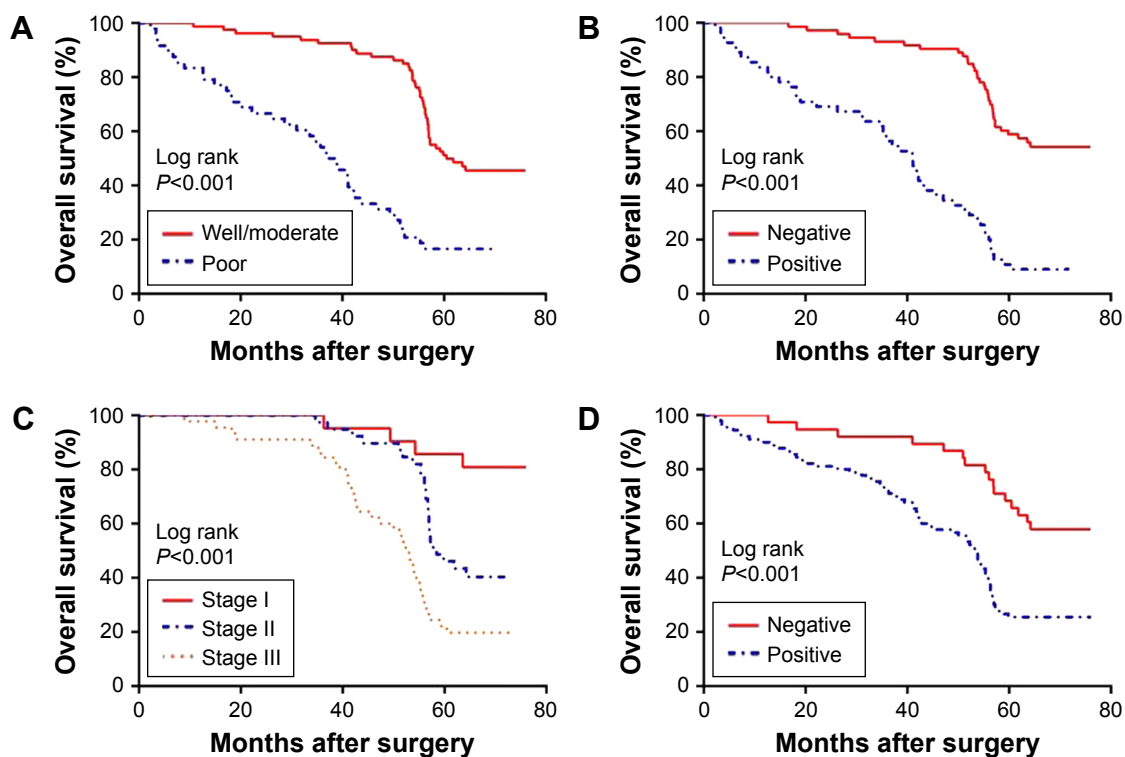 A
Overall survival (%)
100
80
60
40
20
0
Log rank
P<0.001
Well/moderate
Poor
0 20 40 60 80
Months after surgery
B
Overall survival (%)
100
80
60
40
20
0
Log rank
P<0.001
Negative
Positive
0 20 40 60 80
Months after surgery
C
Overall survival (%)
100
80
60
40
20
0
Log rank
P<0.001
Stage I
Stage II
Stage III
0 20 40 60 80
Months after surgery
D
Overall survival (%)
100
80
60
40
20
0
Log rank
P<0.001
Negative
Positive
0 20 40 60 80
Months after surgery